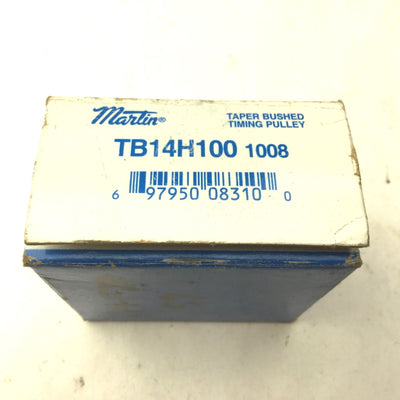 Martin®
TAPER BUSHED
TIMING PULLEY
TB14H100 1008
6 97950 08310 0